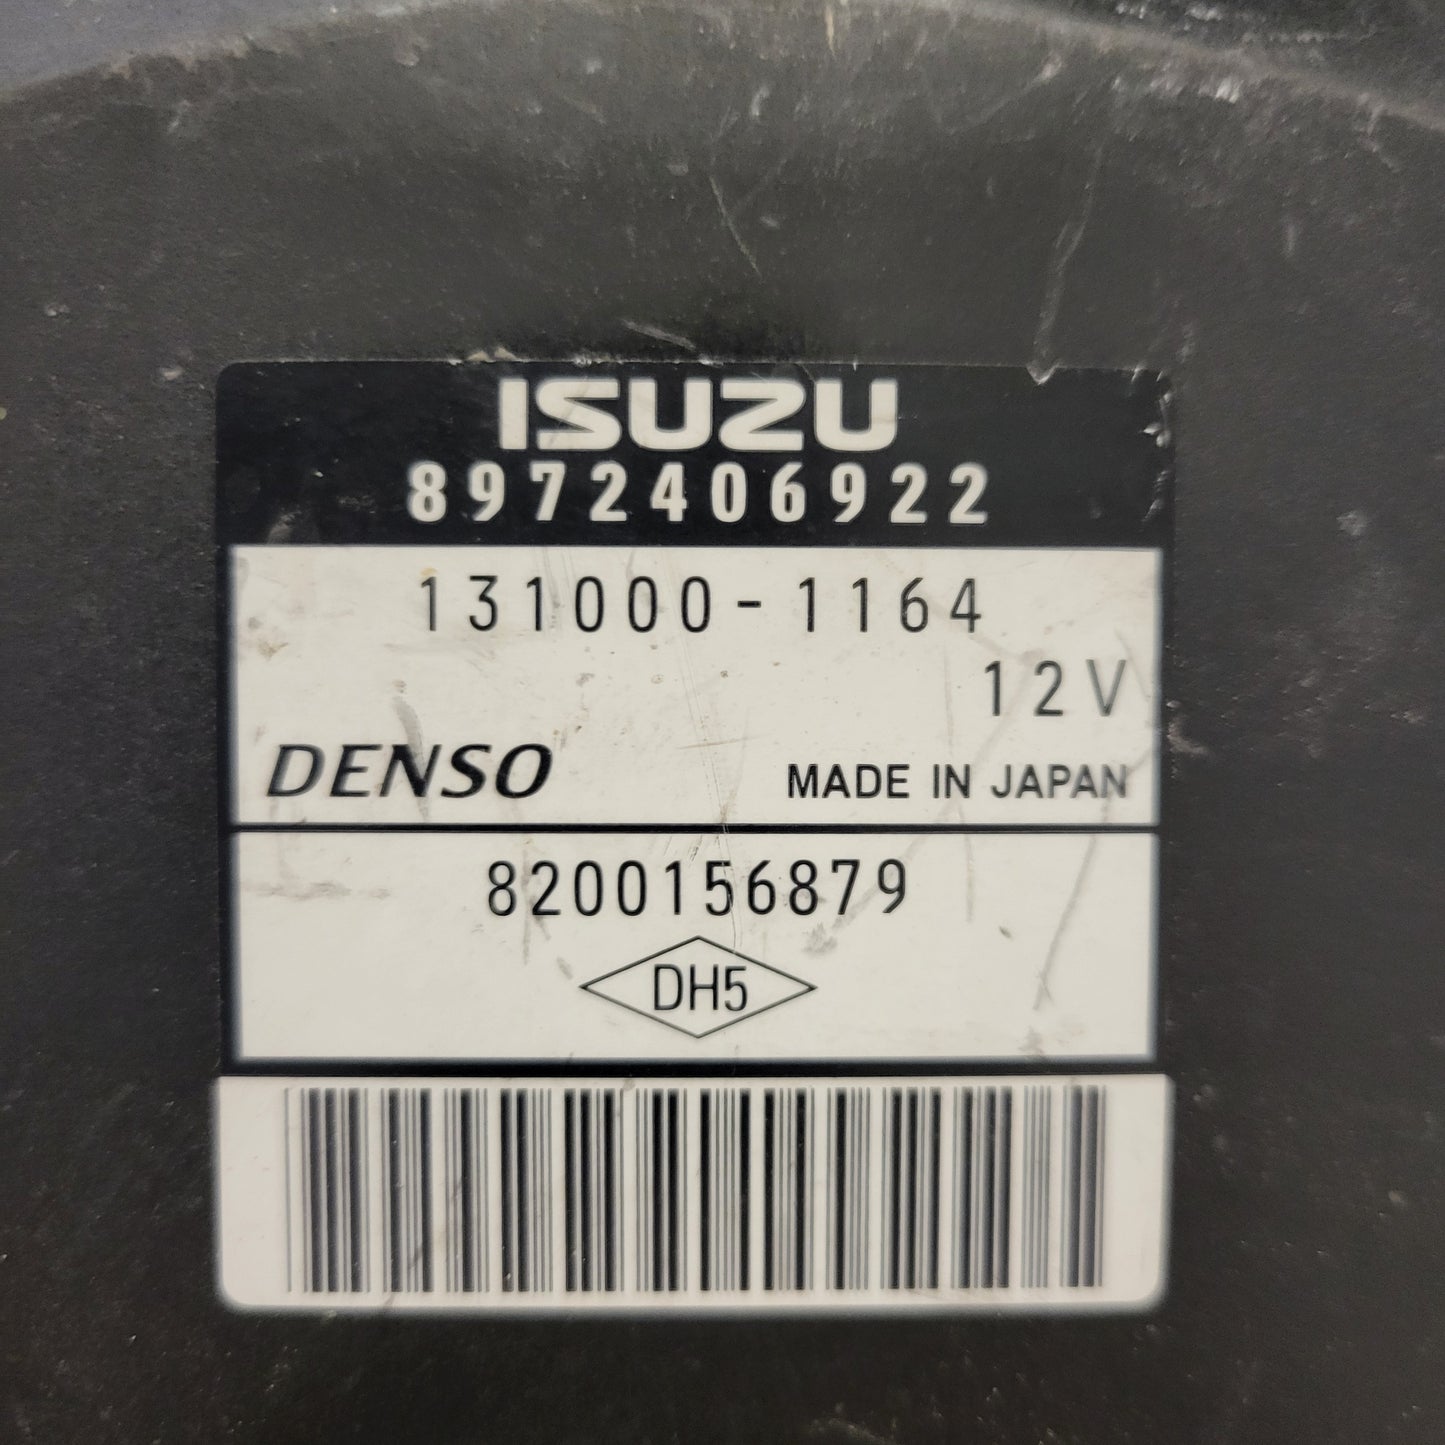 ISUZU
8972406922
131000-1164
12V
DENSO MADE IN JAPAN
8200156879
DH5